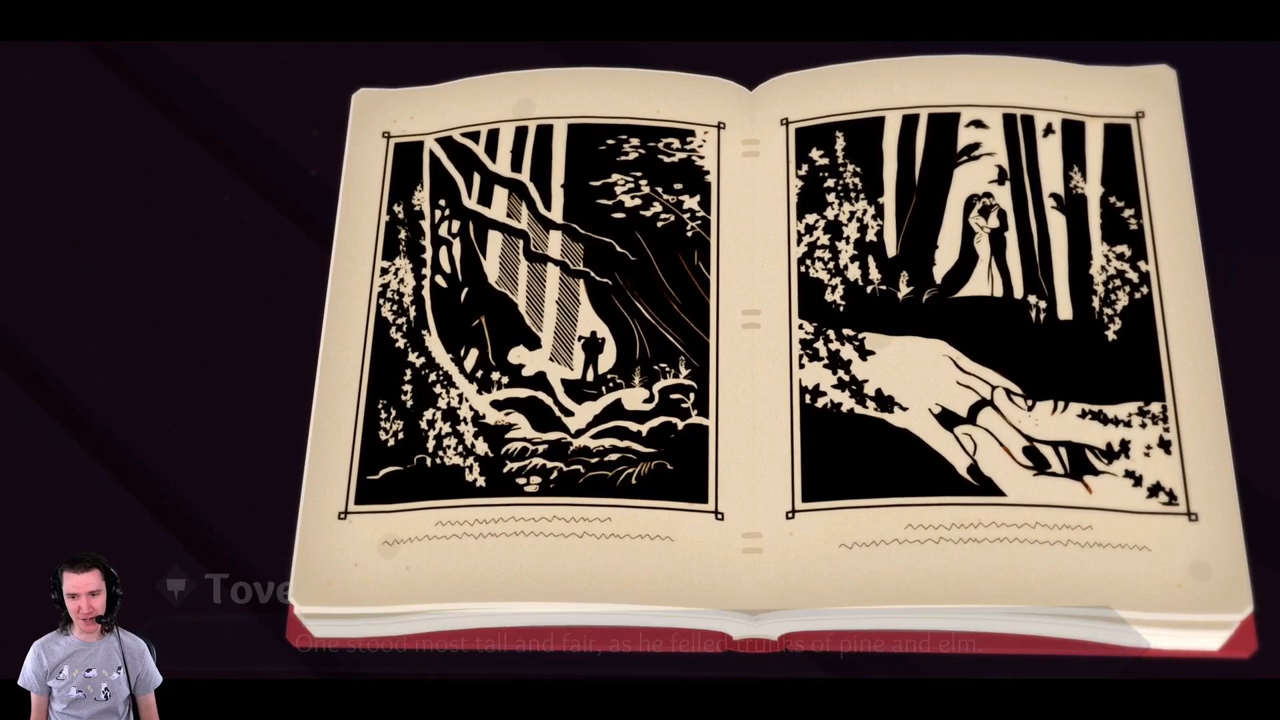 Tove
One stood most tall and fair, as he felled trunks of pine and elm.